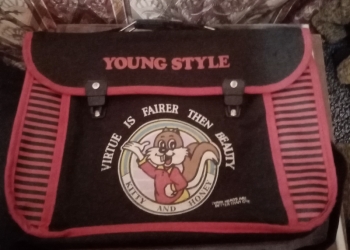 YOUNG STYLE
VIRTUE IS FAIRER THEN BEAUTY
KITTY AND HONEY